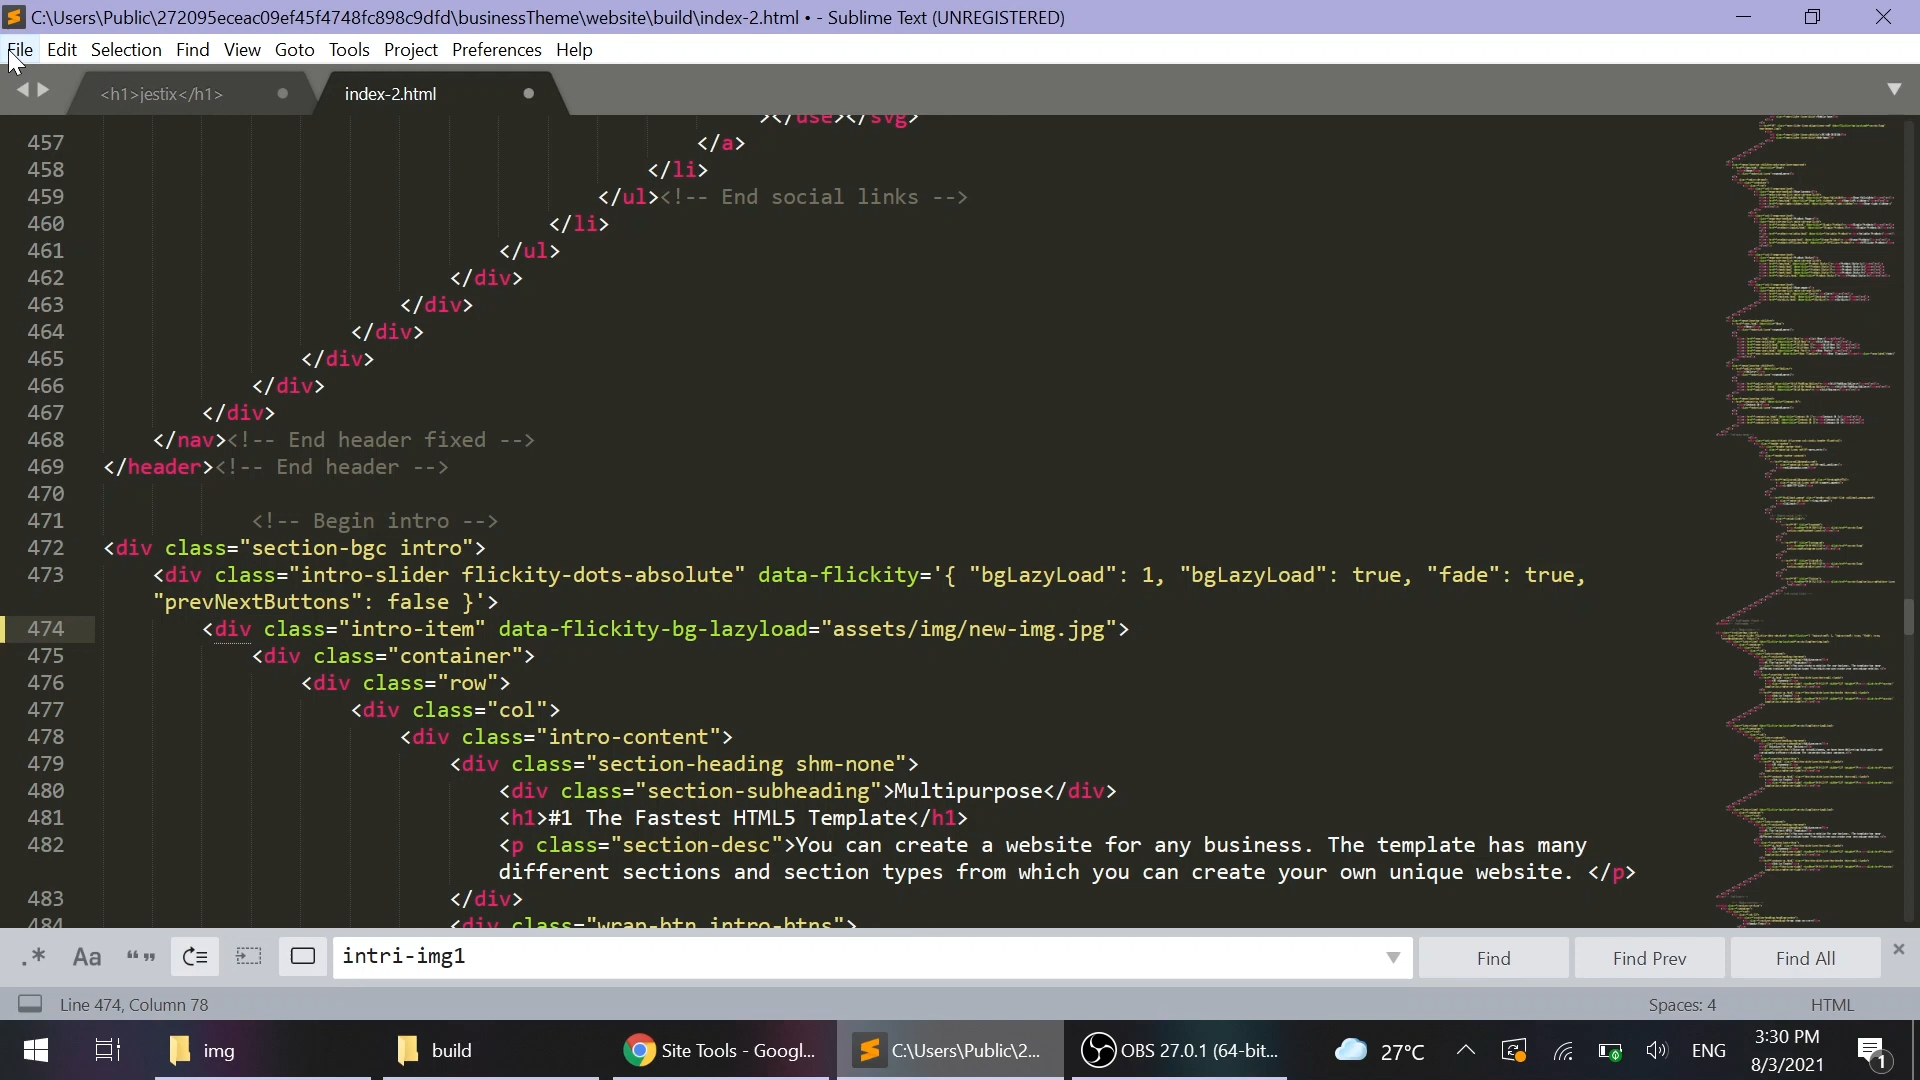 C:\Users\Public\272095eceac09ef45f4748fc898c9dfd\businessTheme\website\build\index-2.html • - Sublime Text (UNREGISTERED)
File Edit Selection Find View Goto Tools Project Preferences Help
<h1>jestix</h1> index-2.html
></use></svg>
457 </a>
458 </li>
459 </ul><!-- End social links -->
460 </li>
461 </ul>
462 </div>
463 </div>
464 </div>
465 </div>
466 </div>
467 </div>
468 </nav><!-- End header fixed -->
469 </header><!-- End header -->
470
471 <!-- Begin intro -->
472 <div class="section-bgc intro">
473 <div class="intro-slider flickity-dots-absolute" data-flickity='{ "bgLazyLoad": 1, "bgLazyLoad": true, "fade": true,
"prevNextButtons": false }'>
474 <div class="intro-item" data-flickity-bg-lazyload="assets/img/new-img.jpg">
475 <div class="container">
476 <div class="row">
477 <div class="col">
478 <div class="intro-content">
479 <div class="section-heading shm-none">
480 <div class="section-subheading">Multipurpose</div>
481 <h1>#1 The Fastest HTML5 Template</h1>
482 <p class="section-desc">You can create a website for any business. The template has many
different sections and section types from which you can create your own unique website. </p>
483 </div>
484 <div class="wrap-btn intro-btns">
.* Aa “” intri-img1 Find Find Prev Find All
Line 474, Column 78 Spaces: 4 HTML
img build Site Tools - Googl... C:\Users\Public\2... OBS 27.0.1 (64-bit... 27°C ENG 3:30 PM
8/3/2021 1